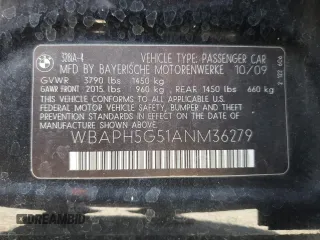 328iA-4 VEHICLE TYPE: PASSENGER CAR
MFD BY BAYERISCHE MOTORENWERKE 10/09
GVWR 3790 lbs 1450 kg
GAWR FRONT 2015.lbs 960 kg, REAR 1450 lbs 660 kg
THIS VEHICLE CONFORMS TO ALL APPLICABLE
FEDERAL MOTOR VEHICLE SAFETY, BUMPER, AND
THEFT PREVENTION STANDARDS IN EFFECT ON THE
DATE OF MANUFACTURE SHOWN ABOVE.
WBAPH5G51ANM36279
AUTOBIDMASTER